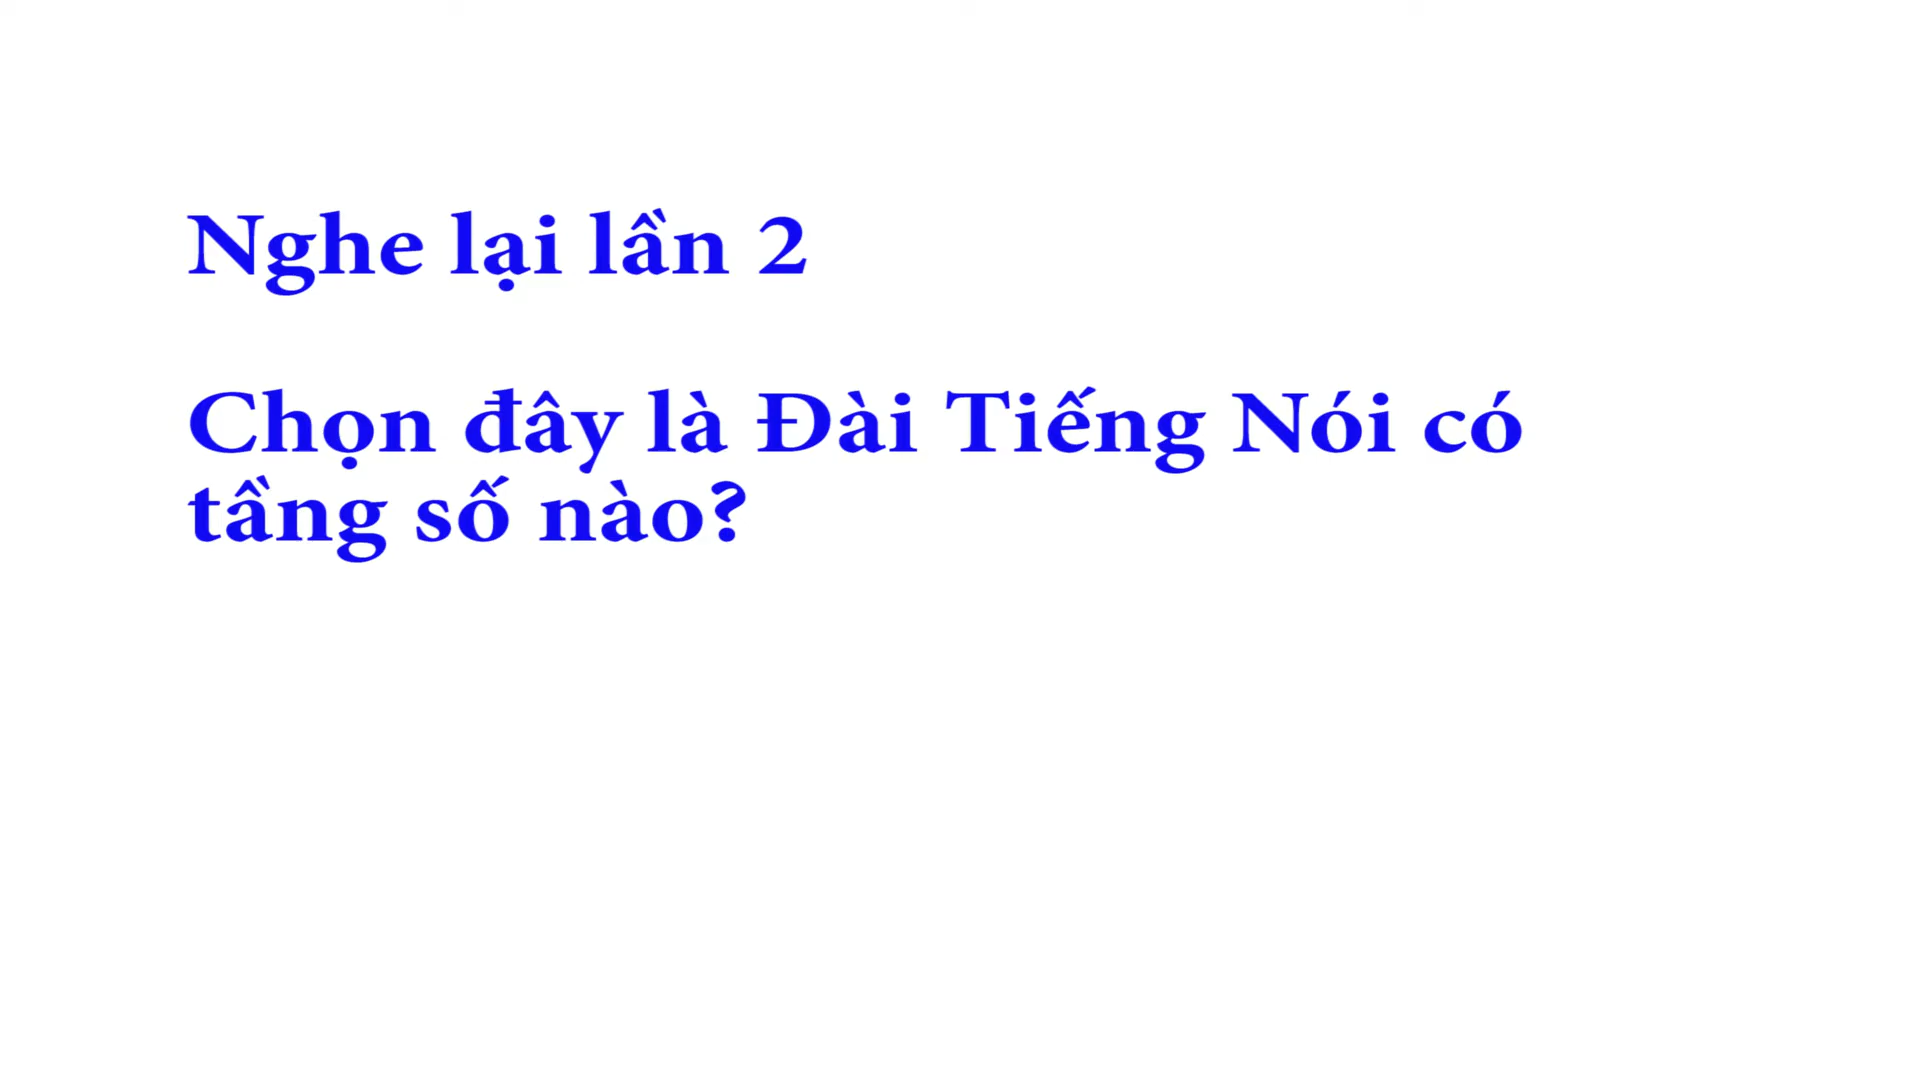 Nghe lại lần 2
Chọn đây là Đài Tiếng Nói có
tầng số nào?